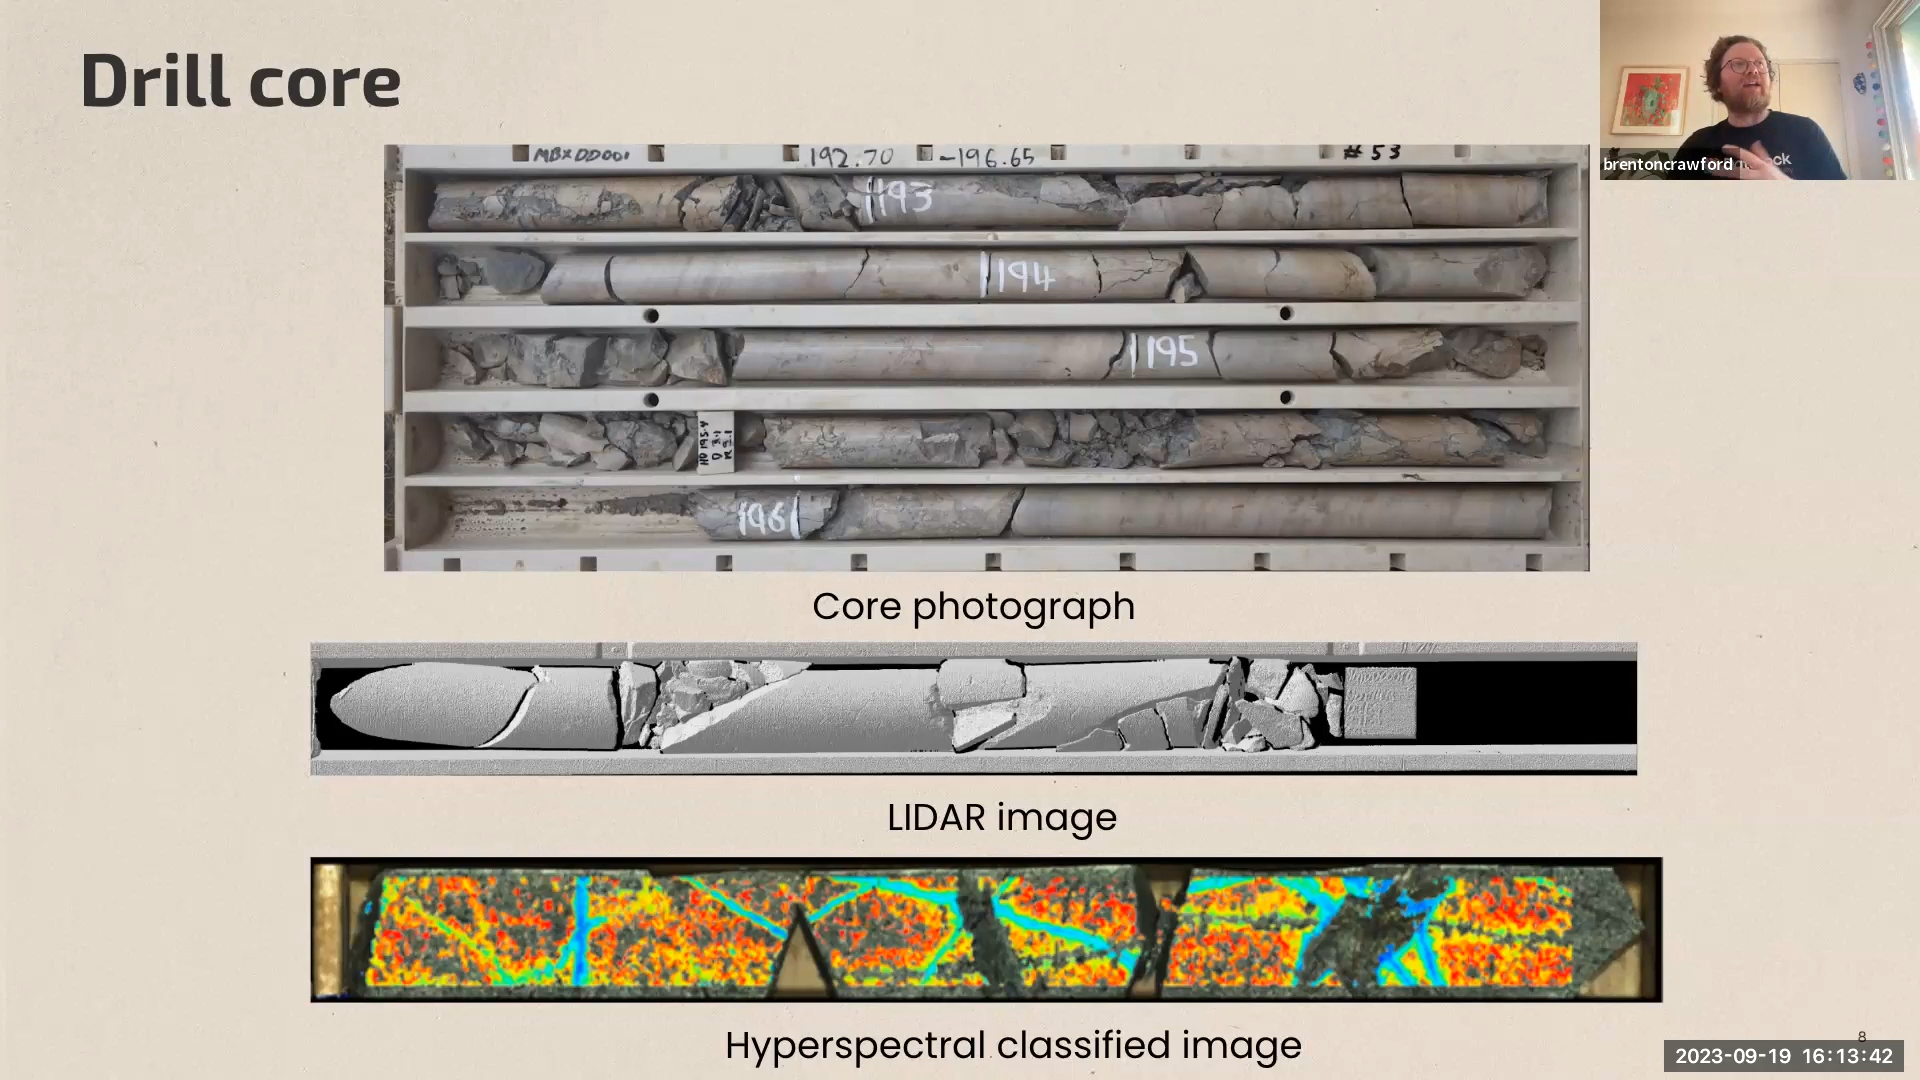 Drill core
brentoncrawford
MBXDD001 192.70 -196.65 #53
193
194
195
196
Core photograph
LIDAR image
Hyperspectral classified image
8
2023-09-19 16:13:42